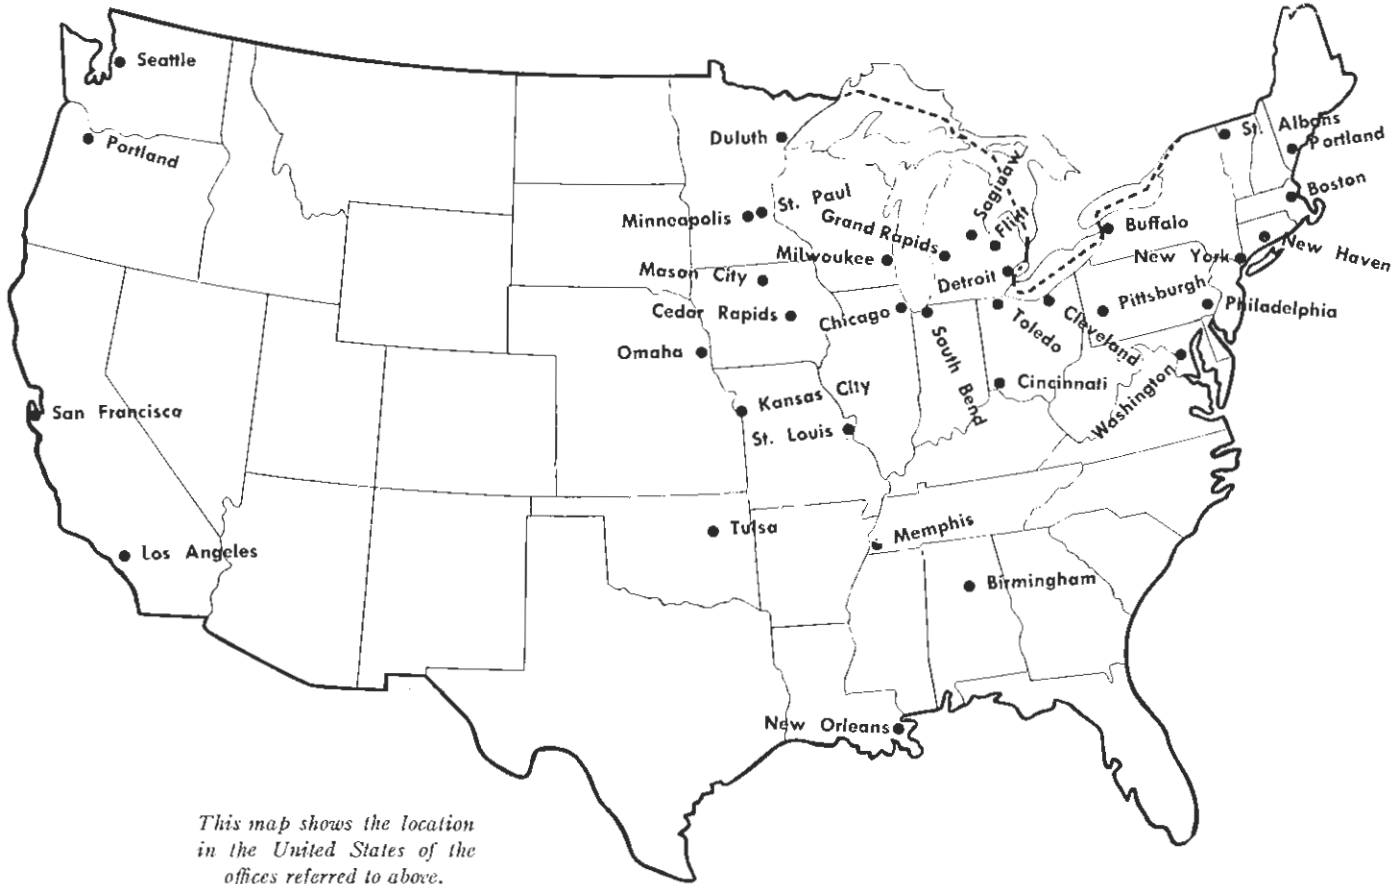 Seattle
Portland
Duluth
St. Albans
Portland
Boston
St. Paul
Minneapolis
Saginaw
Flint
Grand Rapids
Buffalo
New Haven
New York
Milwoukee
Mason City
Detroit
Pittsburgh
Philadelphia
Cedar Rapids
Chicago
Toledo
Cleveland
Omaha
South Bend
Cincinnati
Washington
Kansas City
San Francisca
St. Louis
Tulsa
Memphis
Los Angeles
Birmingham
New Orleans
This map shows the location
in the United States of the
offices referred to above.